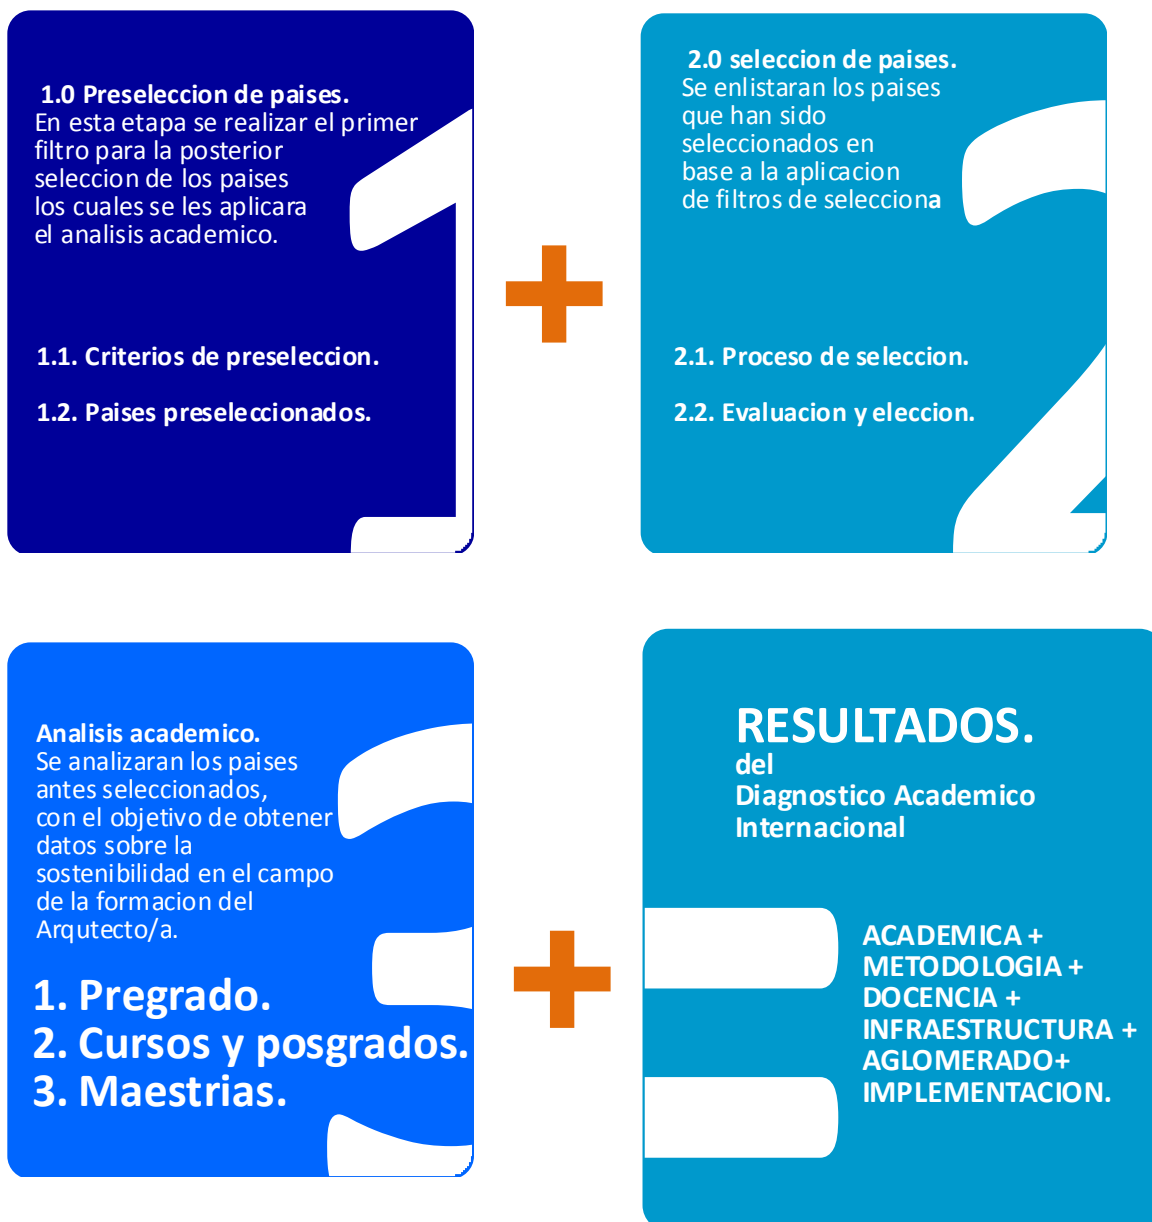 1.0 Preseleccion de paises.
En esta etapa se realizar el primer
filtro para la posterior
seleccion de los paises
los cuales se les aplicara
el analisis academico.
1.1. Criterios de preseleccion.
1.2. Paises preseleccionados.
1
+
2.0 seleccion de paises.
Se enlistaran los paises
que han sido
seleccionados en
base a la aplicacion
de filtros de selecciona
2.1. Proceso de seleccion.
2.2. Evaluacion y eleccion.
2
Analisis academico.
Se analizaran los paises
antes seleccionados,
con el objetivo de obtener
datos sobre la
sostenibilidad en el campo
de la formacion del
Arqutecto/a.
1. Pregrado.
2. Cursos y posgrados.
3. Maestrias.
3
+
RESULTADOS.
del
Diagnostico Academico
Internacional
=
ACADEMICA +
METODOLOGIA +
DOCENCIA +
INFRAESTRUCTURA +
AGLOMERADO+
IMPLEMENTACION.